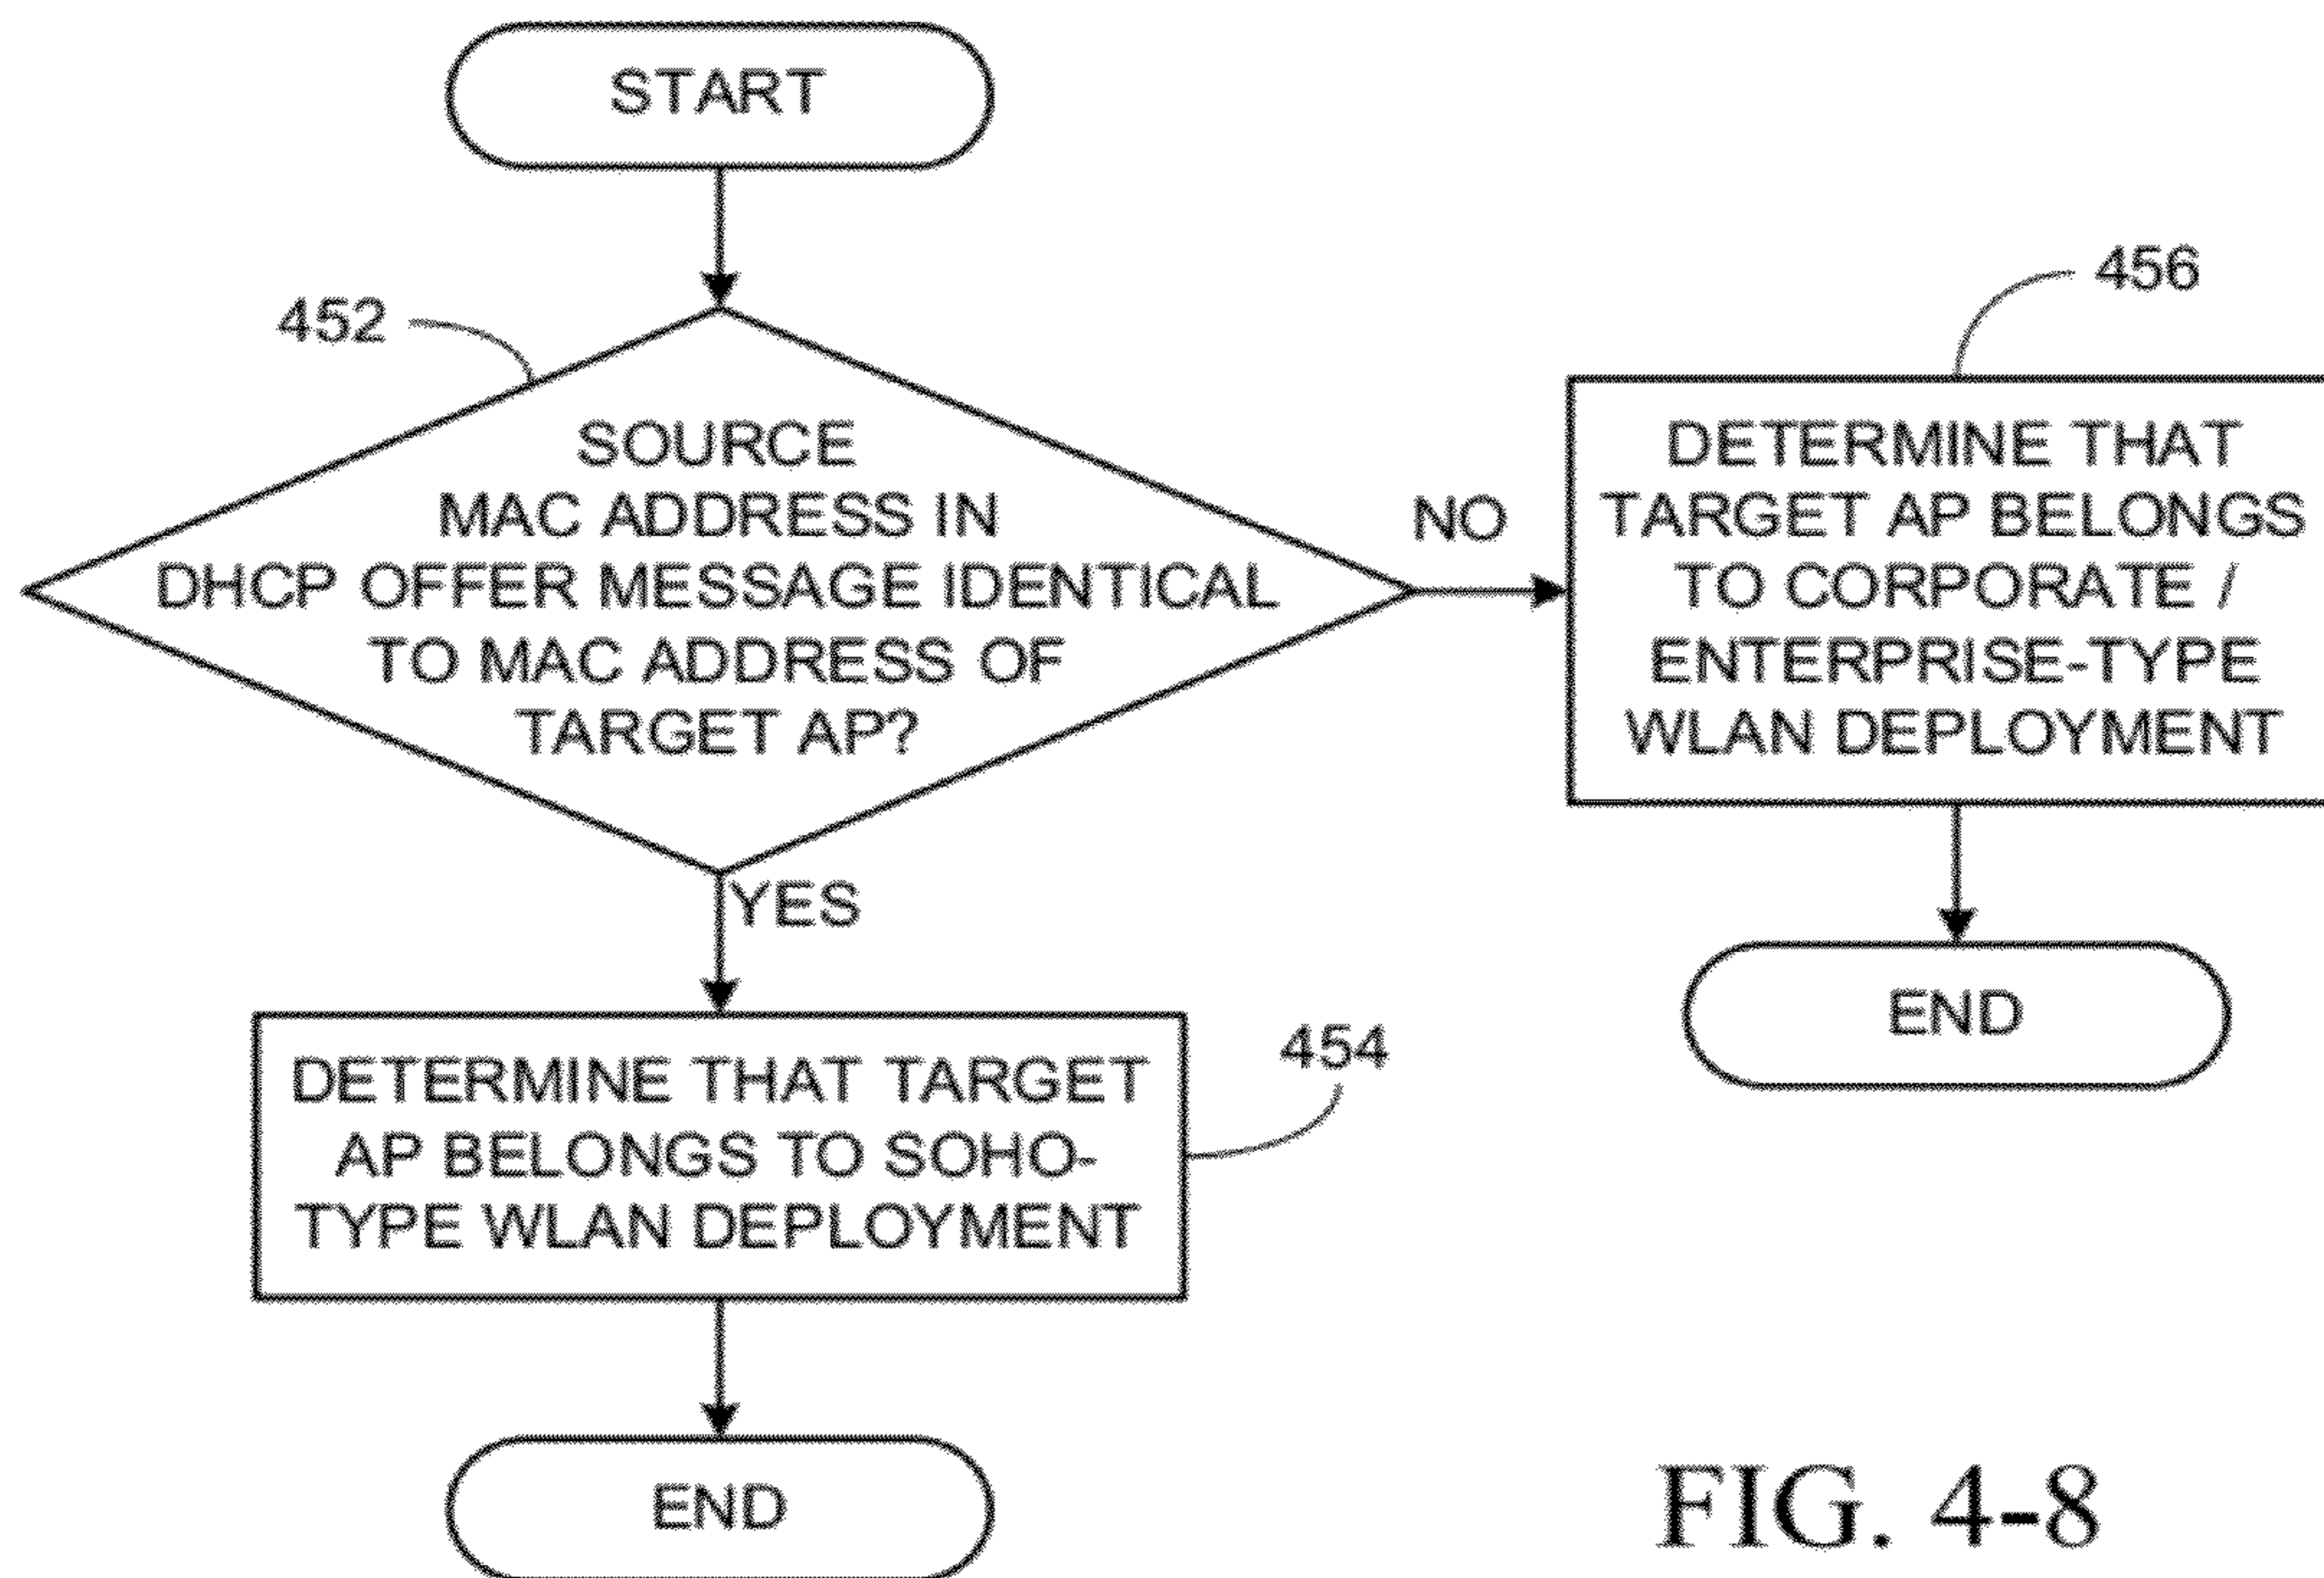 START
452
SOURCE
MAC ADDRESS IN
DHCP OFFER MESSAGE IDENTICAL
TO MAC ADDRESS OF
TARGET AP?
NO
456
DETERMINE THAT
TARGET AP BELONGS
TO CORPORATE /
ENTERPRISE-TYPE
WLAN DEPLOYMENT
END
YES
DETERMINE THAT TARGET
AP BELONGS TO SOHO-
TYPE WLAN DEPLOYMENT
454
END
FIG. 4-8